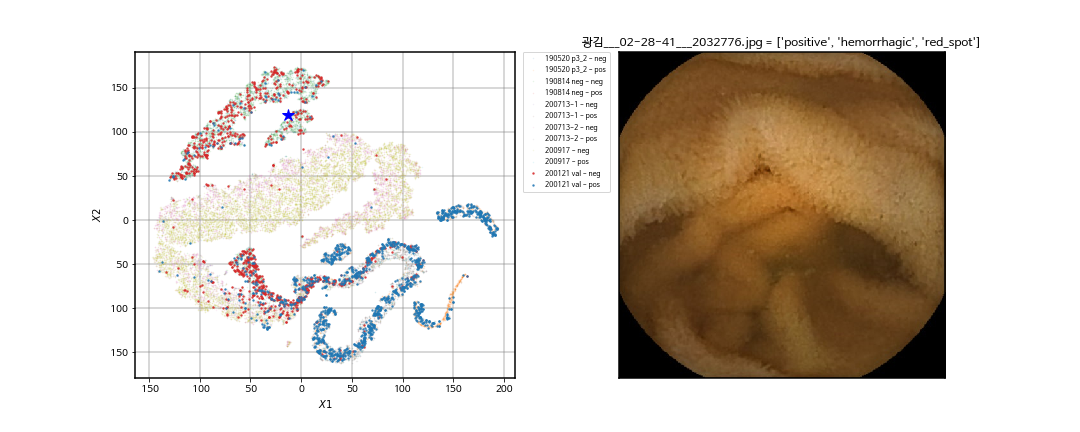 광김___02-28-41___2032776.jpg = ['positive', 'hemorrhagic', 'red_spot']
190520 p3_2 − neg
190520 p3_2 − pos
190814 neg − neg
190814 neg − pos
200713−1 − neg
200713−1 − pos
200713−2 − neg
200713−2 − pos
200917 − neg
200917 − pos
200121 val − neg
200121 val − pos
150
100
50
0
50
100
150
X2
150 100 50 0 50 100 150 200
X1